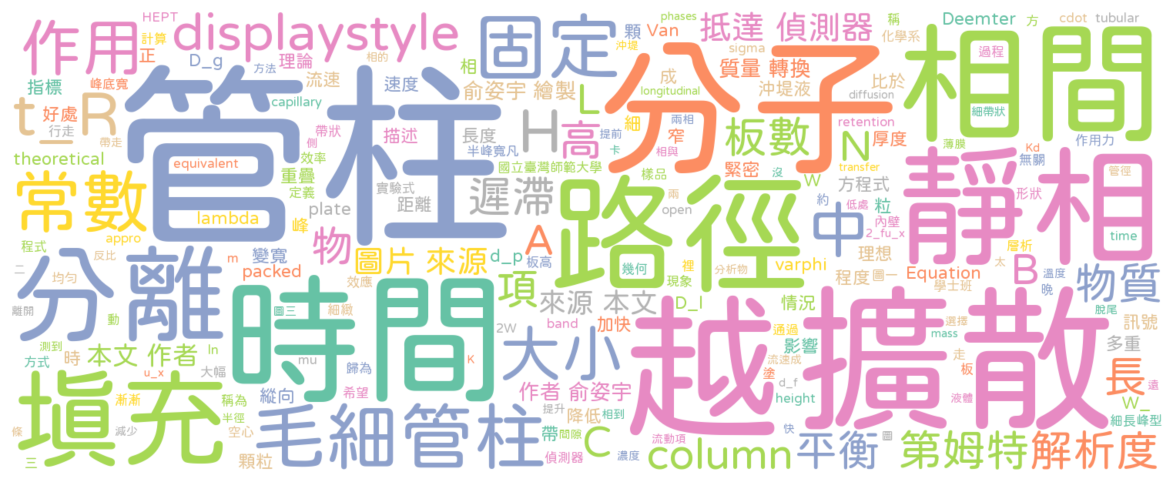 作用
HEPT
displaystyle
固定
顆
Van
抵達 偵測器
Deemter
方
cdot
tubular
計算
正
D_g
理論
相
沖堤
phases
sigma
稱
化學系
過程
峰底寬
指標
方法
相的
流速
速度
成
質量 轉換
比於
相間
t_R
好處
capillary
俞姿宇 繪製
L
longitudinal
沖堤液
diffusion
細帶狀
行走
帶走
側
帶狀
描述
長度
H
高
細
窄
兩相
提前
卡
板數
retention
N
厚度
作用力
theoretical
equivalent
效率
半峰寬凡
國立臺灣師範大學
相與
緊密
薄膜
Kd
無關
管徑
管柱
分子
常數
重疊
定義
實驗式
遲滯
樣品
沒
transfer
W
方程式
靜相
形狀
lambda
plate
距離
路徑
兩
約
粒
內壁
低處
峰
open
中
2_fu_x
time
程式
appro
物
A
d_p
幾何
裡
理想
層析
反比
m
變寬
圖片 來源
板高
varphi
分析物
程度
圖一
太
二
均勻
packed
理論
效應
間隙
現象
Equation
B
溫度
分離
時間
項
來源 本文
D_l
情況
學士班
晚
物質
離開
動
圖三
細緻
2W
band
加快
越擴散
脫尾
測到
方式
本文 作者
時
ln
大小
通過
選擇
mass
訊號
u_x
大幅
mu
歸為
K
影響
流速成
走
板
多重
填充
縱向
希望
作者 俞姿宇
塗
d_f
長
W_
遠
漸漸
稱為
半徑
毛細管柱
提升
降低
相到
height
液體
細長峰型
條
減少
空心
C
帶
間隙
流動項
快
圖
三
顆粒
偵測器
濃度
column
平衡
第姆特
解析度